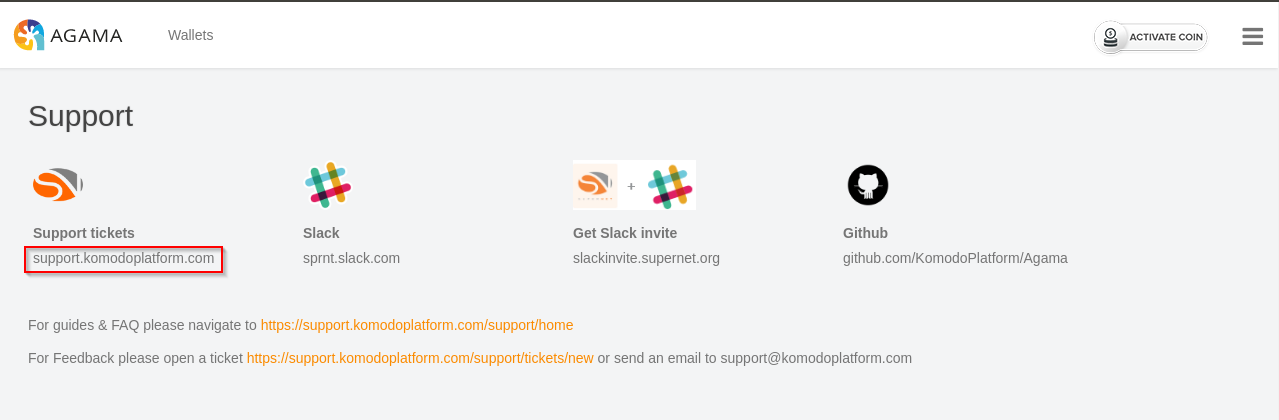 AGAMA
Wallets
ACTIVATE COIN
Support
Support tickets
support.komodoplatform.com
Slack
sprnt.slack.com
Get Slack invite
slackinvite.supernet.org
Github
github.com/KomodoPlatform/Agama
For guides & FAQ please navigate to https://support.komodoplatform.com/support/home
For Feedback please open a ticket https://support.komodoplatform.com/support/tickets/new or send an email to support@komodoplatform.com